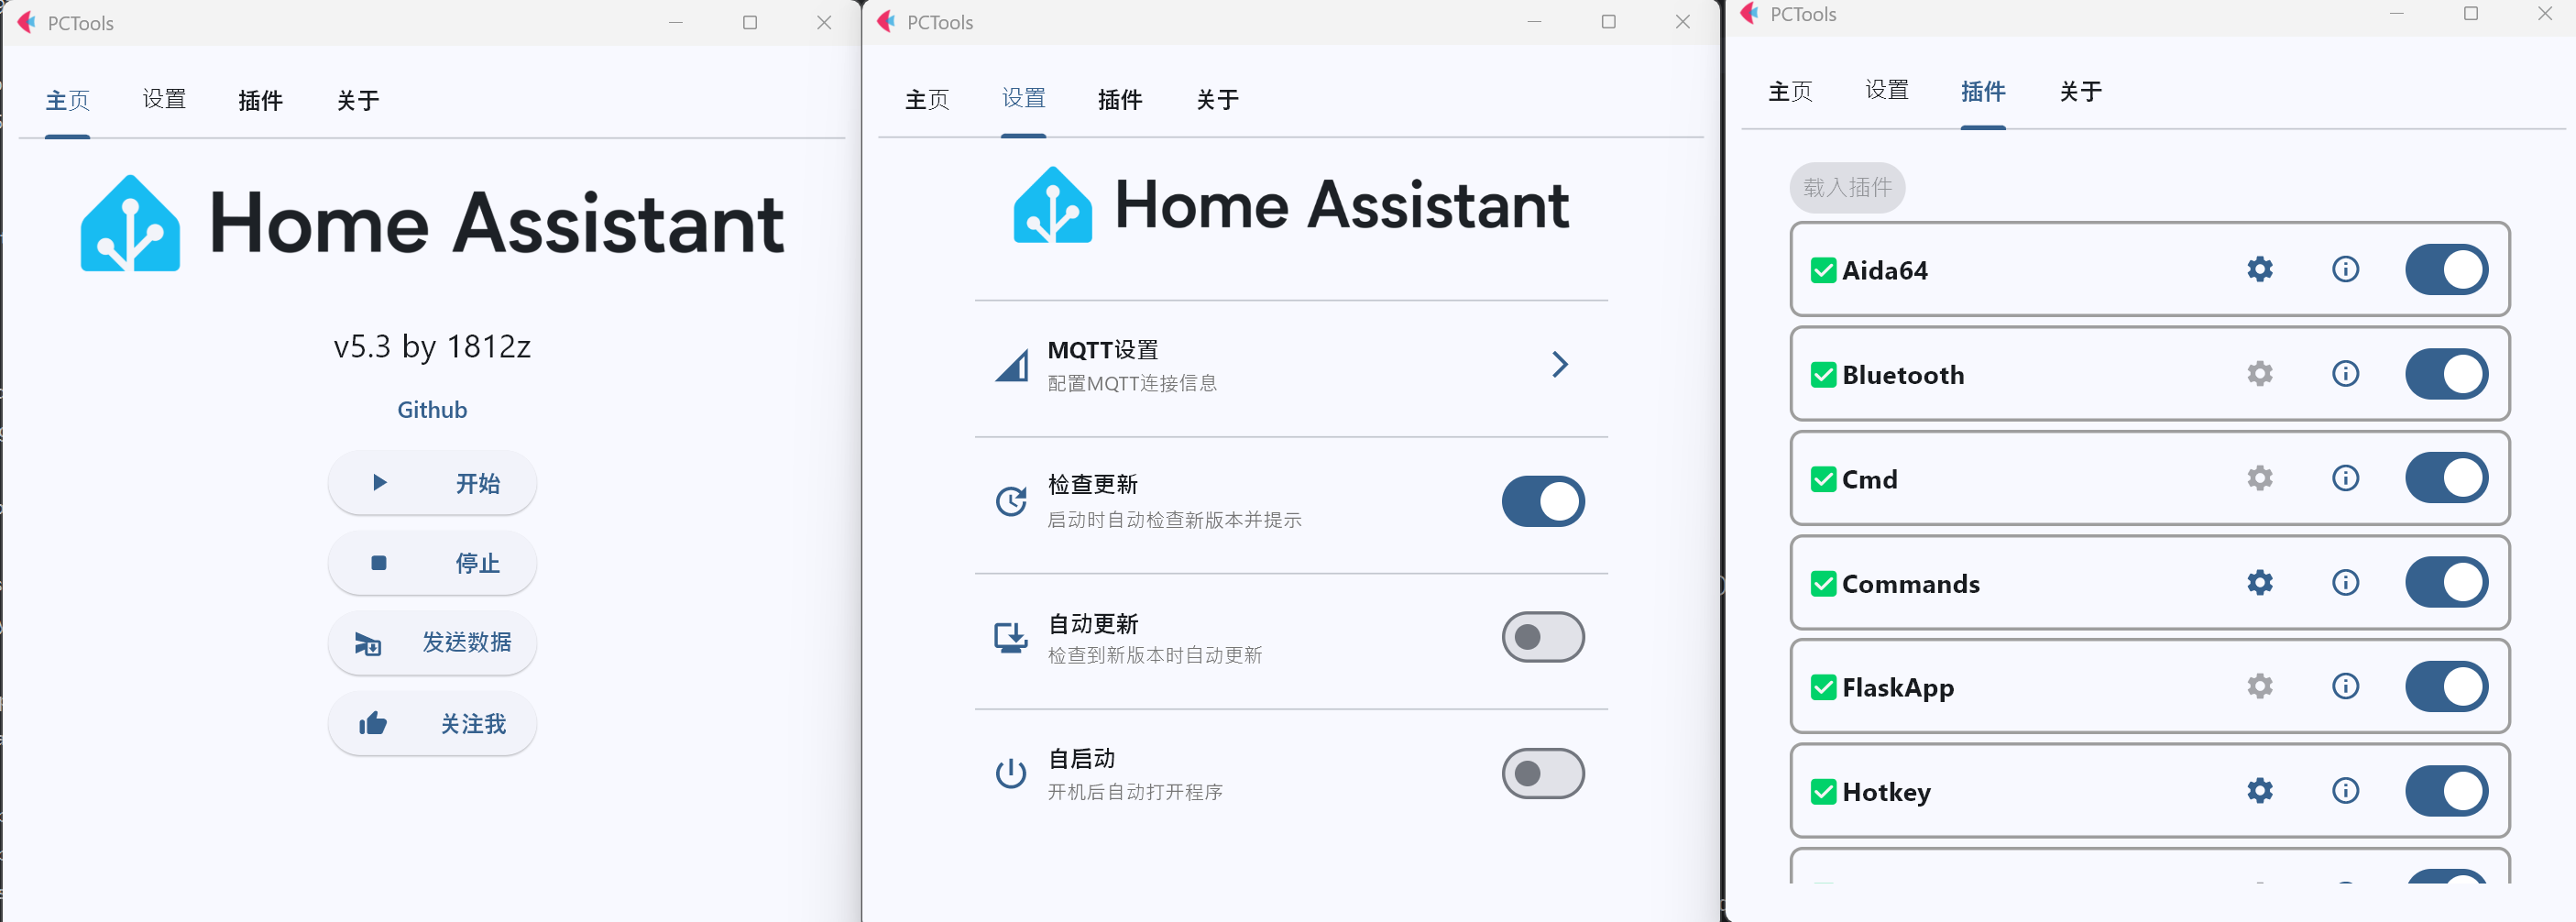 PCTools
主页 设置 插件 关于
Home Assistant
v5.3 by 1812z
Github
开始
停止
发送数据
关注我
PCTools
主页 设置 插件 关于
Home Assistant
MQTT设置
配置MQTT连接信息
检查更新
启动时自动检查新版本并提示
自动更新
检查到新版本时自动更新
自启动
开机后自动打开程序
PCTools
主页 设置 插件 关于
载入插件
Aida64
Bluetooth
Cmd
Commands
FlaskApp
Hotkey